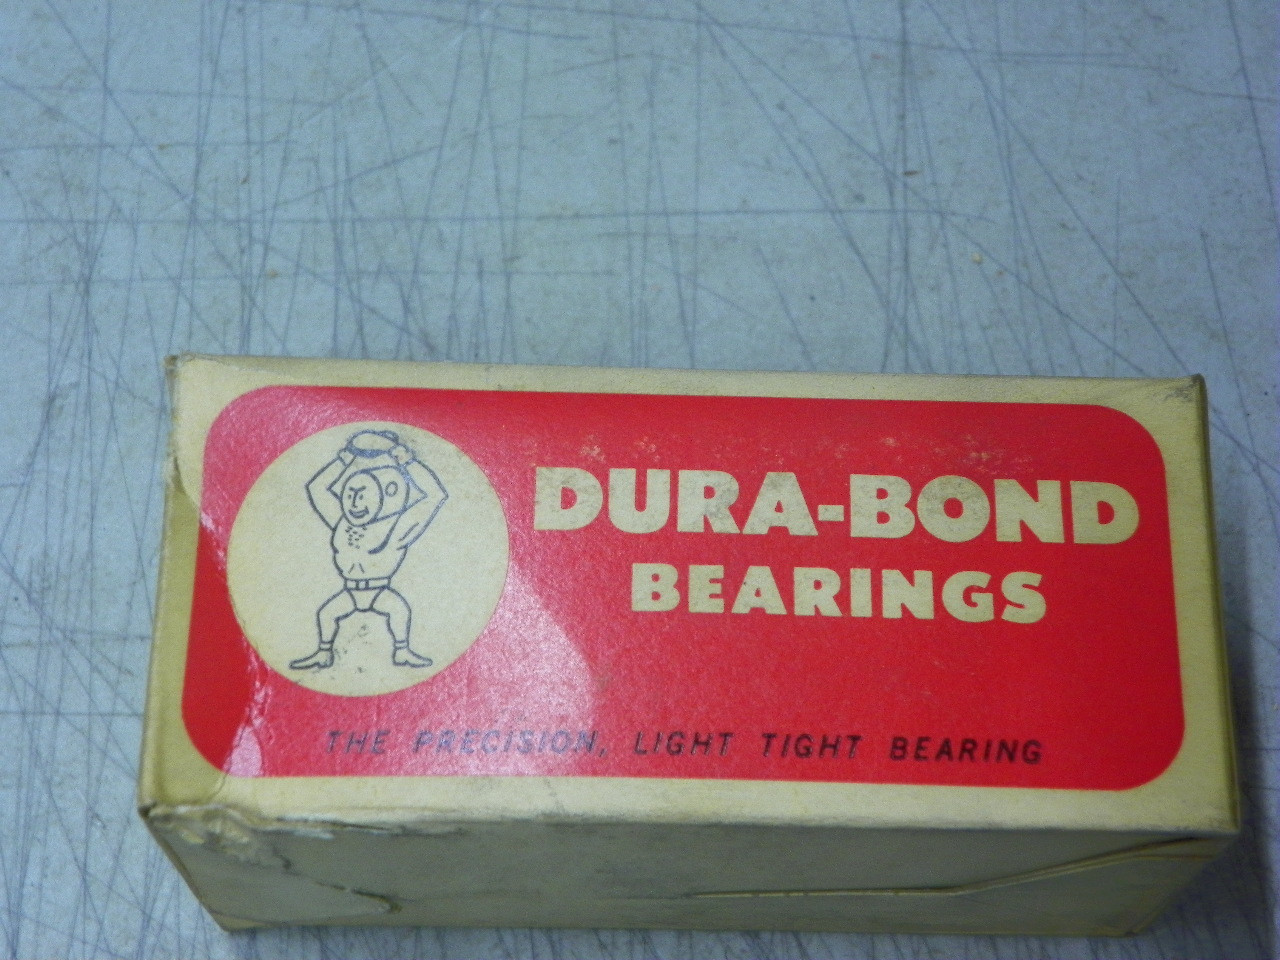 DURA-BOND
BEARINGS
THE PRECISION, LIGHT TIGHT BEARING